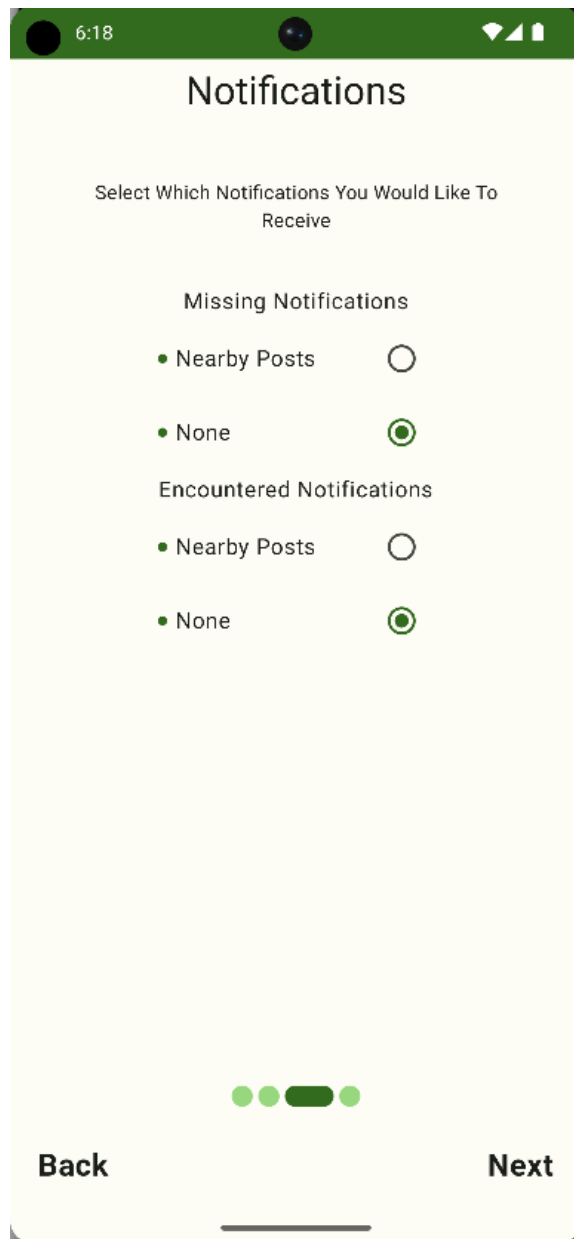 6:18
Notifications
Select Which Notifications You Would Like To
Receive
Missing Notifications
Nearby Posts
None
Encountered Notifications
Nearby Posts
None
Back
Next